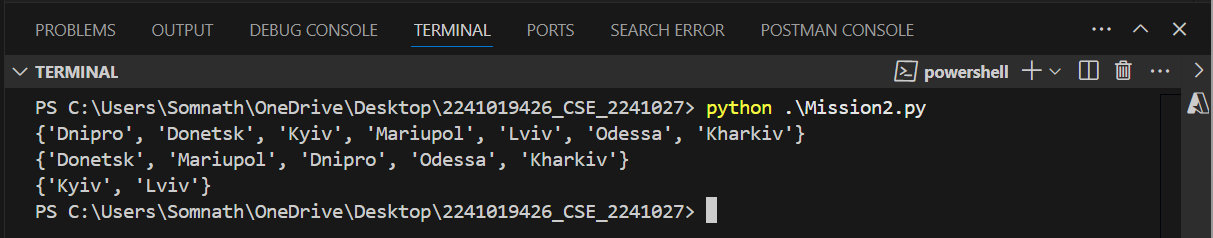 PROBLEMS OUTPUT DEBUG CONSOLE TERMINAL PORTS SEARCH ERROR POSTMAN CONSOLE
TERMINAL powershell
PS C:\Users\Somnath\OneDrive\Desktop\2241019426_CSE_2241027> python .\Mission2.py
{'Dnipro', 'Donetsk', 'Kyiv', 'Mariupol', 'Lviv', 'Odessa', 'Kharkiv'}
{'Donetsk', 'Mariupol', 'Dnipro', 'Odessa', 'Kharkiv'}
{'Kyiv', 'Lviv'}
PS C:\Users\Somnath\OneDrive\Desktop\2241019426_CSE_2241027>